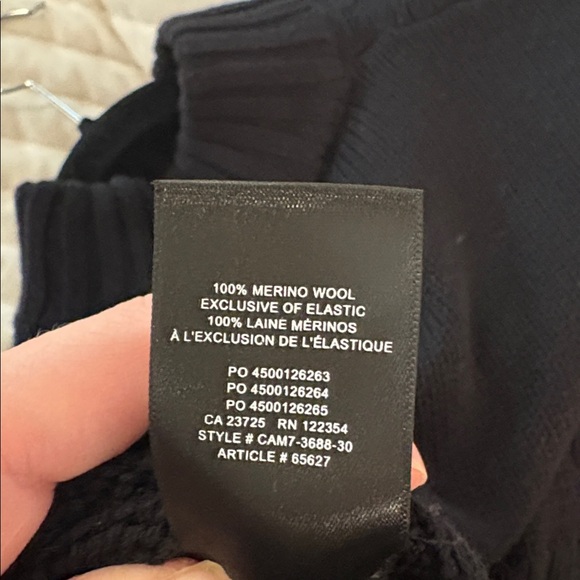 100% MERINO WOOL
EXCLUSIVE OF ELASTIC
100% LAINE MÉRINOS
À L'EXCLUSION DE L'ÉLASTIQUE
PO 4500126263
PO 4500126264
PO 4500126265
CA 23725 RN 122354
STYLE # CAM7-3688-30
ARTICLE # 65627